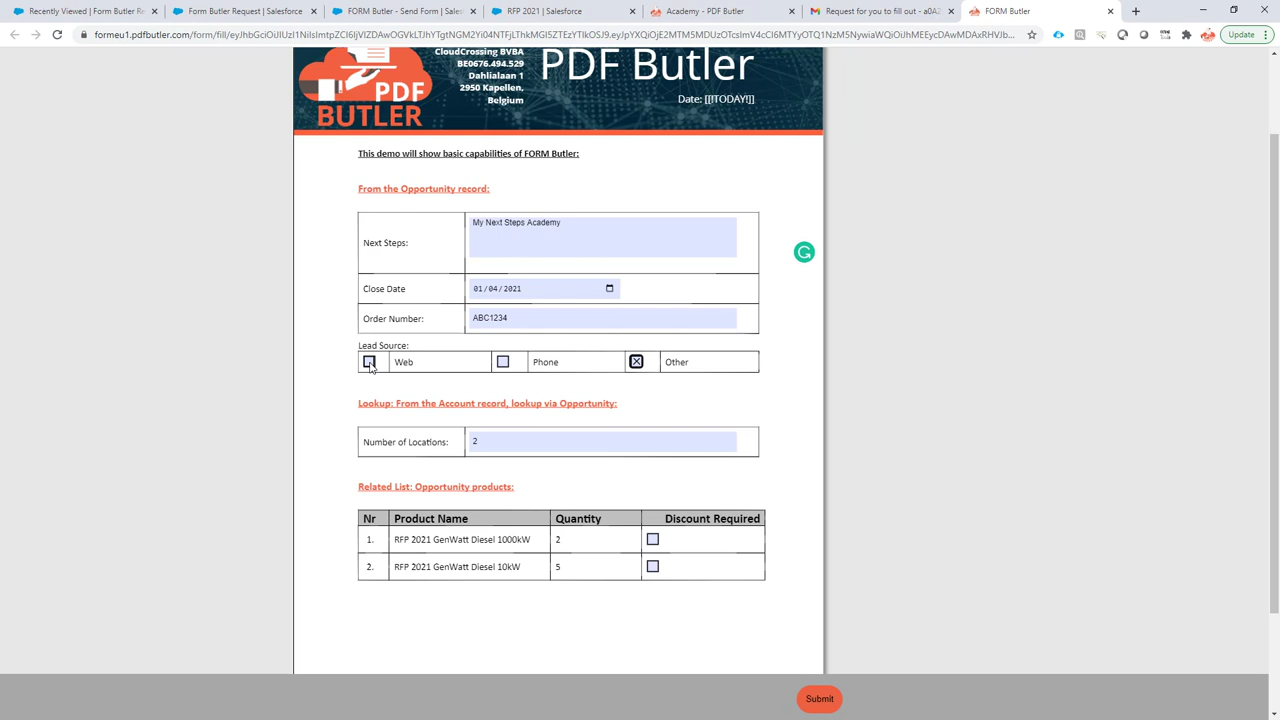 Recently Viewed | Form Butler Re
Form Butler Request | Salesforce
FORM Butler - Send Form | Sales
RFP 2021 | Salesforce
Academy - PDF Butler
Request for you to fill out - a0A2
FORM Butler
Update
CloudCrossing BVBA
BE0676.494.529
Dahlialaan 1
2950 Kapellen,
Belgium
PDF Butler
Date: [[!TODAY!]]
PDF
BUTLER
This demo will show basic capabilities of FORM Butler:
From the Opportunity record:
Next Steps: My Next Steps Academy
Close Date 01/04/2021
Order Number: ABC1234
Lead Source:
Web Phone Other
Lookup: From the Account record, lookup via Opportunity:
Number of Locations: 2
Related List: Opportunity products:
Nr Product Name Quantity Discount Required
1. RFP 2021 GenWatt Diesel 1000kW 2
2. RFP 2021 GenWatt Diesel 10kW 5
Submit